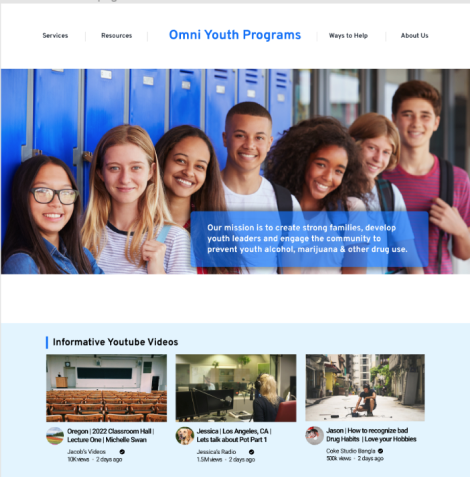 Services
Resources
Omni Youth Programs
Ways to Help
About Us
Our mission is to create strong families, develop
youth leaders and engage the community to
prevent youth alcohol, marijuana & other drug use.
Informative Youtube Videos
Oregon | 2022 Classroom Hall |
Lecture One | Michelle Swan
Jacob's Videos
10K views · 2 days ago
Jessica | Los Angeles, CA |
Lets talk about Pot Part 1
Jessica's Radio
1.5M views · 2 days ago
Jason | How to recognize bad
Drug Habits | Love your Hobbies
Coke Studio Bangla
500k views · 2 days ago